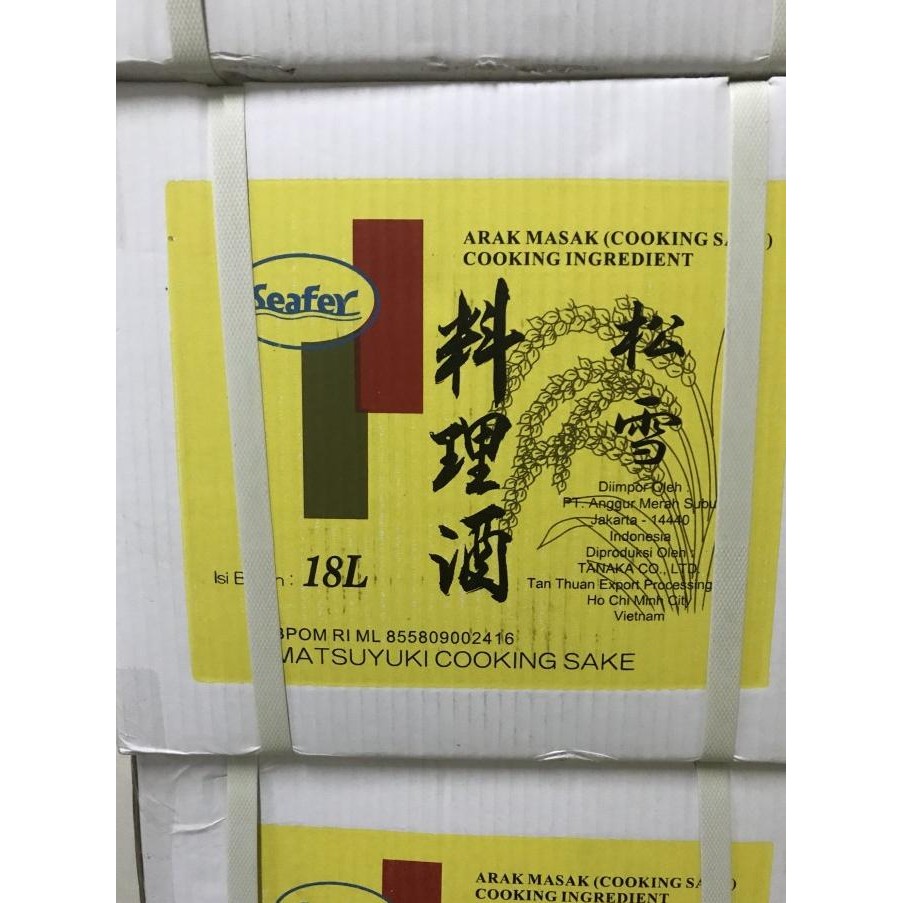 ARAK MASAK (COOKING
COOKING INGREDIENT
Seafer
料理酒
松雪
Diimpor Oleh
PT. Anggur Merah Subu
Jakarta - 14440
Indonesia
Diproduksi Oleh :
TANAKA CO., LTD
Tan Thuan Export Processing
Ho Chi Minh City
Vietnam
Isi : 18L
BPOM RI ML 855809002416
MATSUYUKI COOKING SAKE
ARAK MASAK (COOKING
COOKING INGREDIENT
Seafer